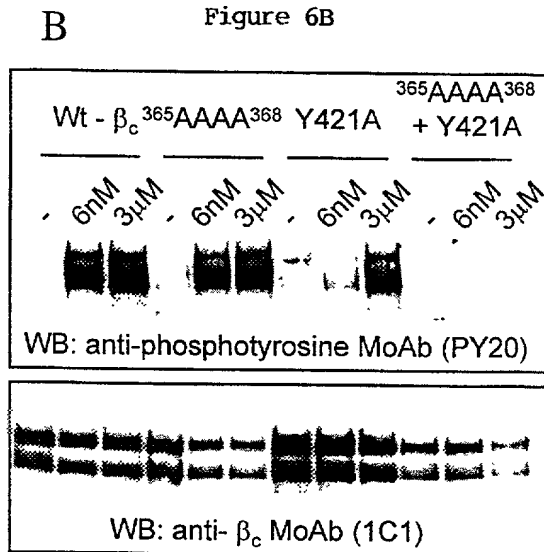 Figure 6B
B
Wt - βc ³⁶⁵AAAA³⁶⁸ Y421A ³⁶⁵AAAA³⁶⁸ + Y421A
- 6nM 3µM - 6nM 3µM - 6nM 3µM - 6nM 3µM
WB: anti-phosphotyrosine MoAb (PY20)
WB: anti- βc MoAb (1C1)